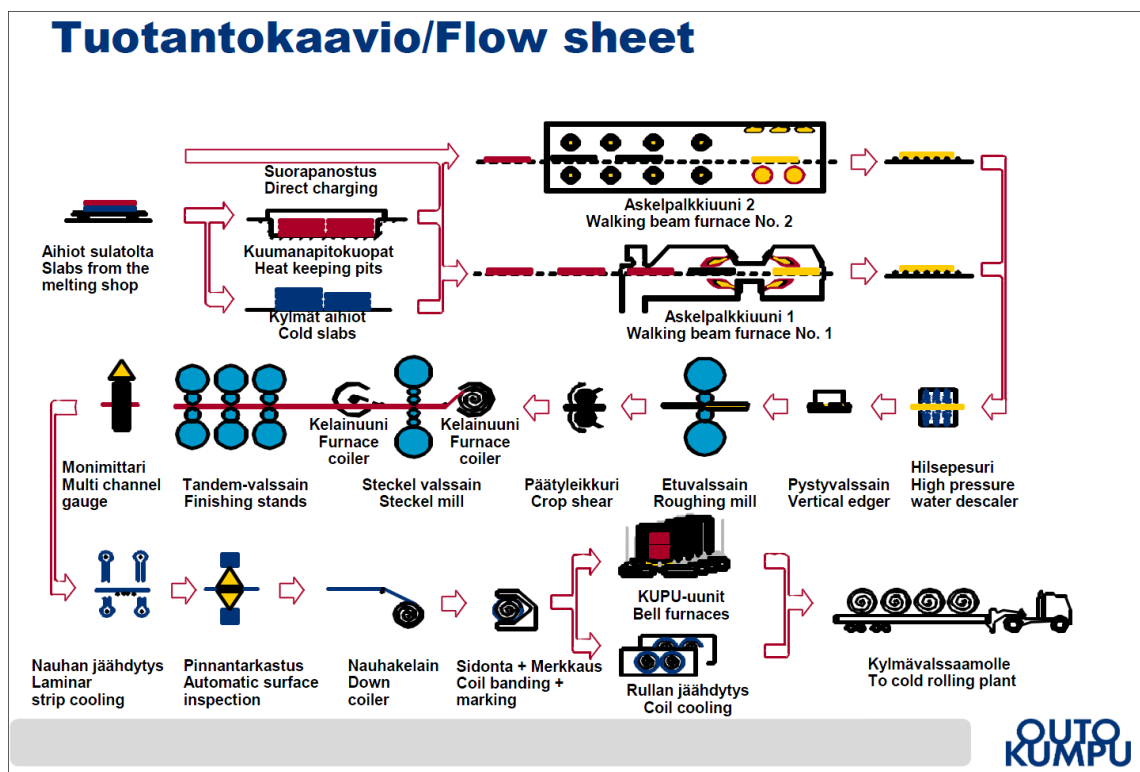 Tuotantokaavio/Flow sheet
Suorapanostus
Direct charging
Askelpalkkiuuni 2
Walking beam furnace No. 2
Aihiot sulatolta
Slabs from the
melting shop
Kuumanapitokuopat
Heat keeping pits
Kylmät aihiot
Cold slabs
Askelpalkkiuuni 1
Walking beam furnace No. 1
Monimittari
Multi channel
gauge
Tandem-valssain
Finishing stands
Kelainuuni
Furnace
coiler
Steckel valssain
Steckel mill
Kelainuuni
Furnace
coiler
Päätyleikkuri
Crop shear
Etuvalssain
Roughing mill
Pystyvalssain
Vertical edger
Hilsepesuri
High pressure
water descaler
Nauhan jäähdytys
Laminar
strip cooling
Pinnantarkastus
Automatic surface
inspection
Nauhakelain
Down
coiler
Sidonta + Merkkaus
Coil banding +
marking
KUPU-uunit
Bell furnaces
Rullan jäähdytys
Coil cooling
Kylmävalssaamolle
To cold rolling plant
OUTO
KUMPU